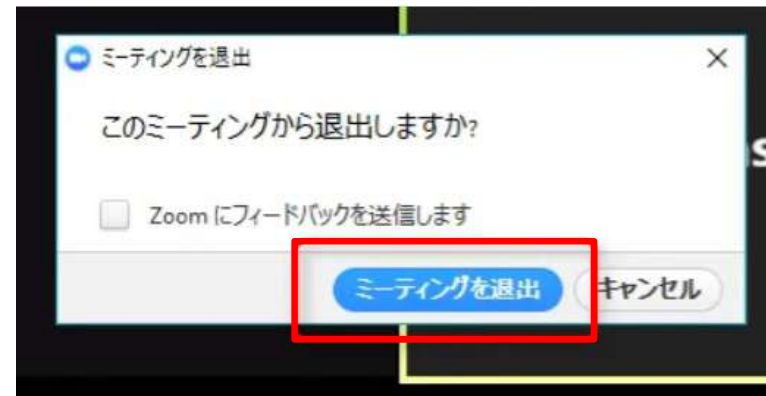 ミーティングを退出
このミーティングから退出しますか?
Zoom にフィードバックを送信します
ミーティングを退出 キャンセル